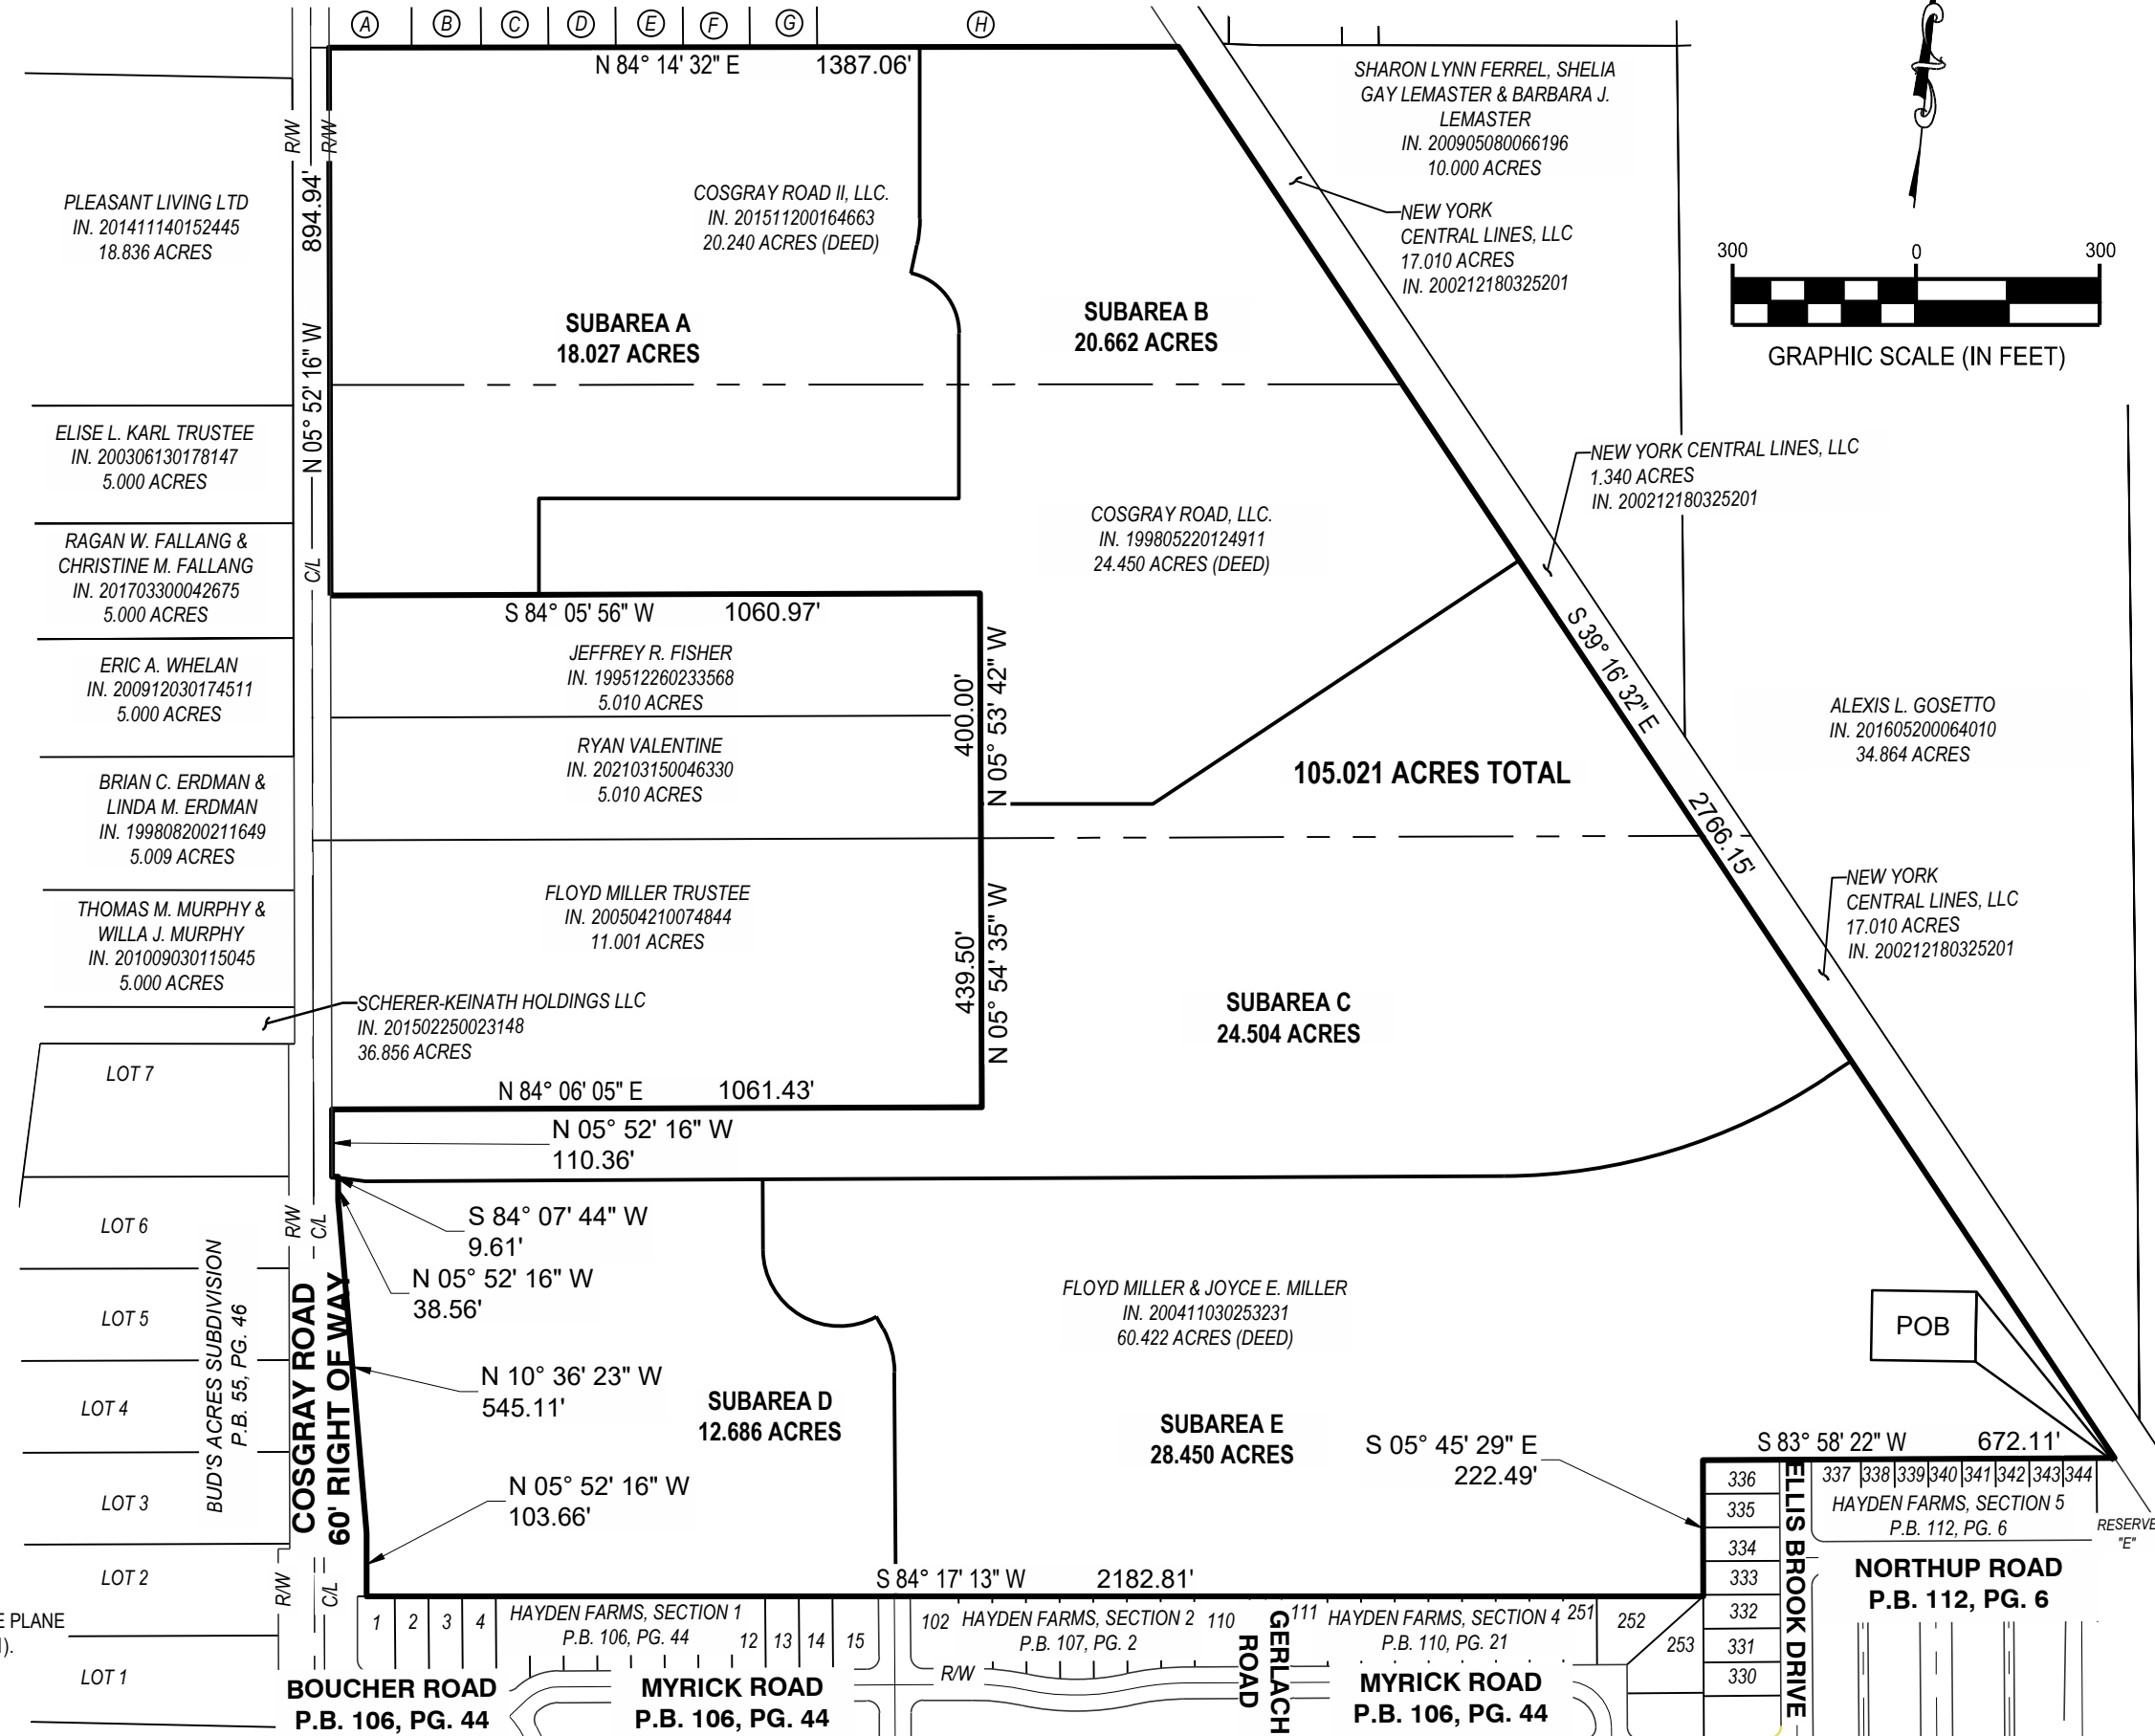 A B C D E F G H
N 84° 14' 32" E 1387.06'
R/W
R/W
894.94'
N 05° 52' 16" W
C/L
PLEASANT LIVING LTD
IN. 201411140152445
18.836 ACRES
COSGRAY ROAD II, LLC.
IN. 201511200164663
20.240 ACRES (DEED)
SHARON LYNN FERREL, SHELIA
GAY LEMASTER & BARBARA J.
LEMASTER
IN. 200905080066196
10.000 ACRES
NEW YORK
CENTRAL LINES, LLC
17.010 ACRES
IN. 200212180325201
300 0 300
GRAPHIC SCALE (IN FEET)
SUBAREA A
18.027 ACRES
SUBAREA B
20.662 ACRES
ELISE L. KARL TRUSTEE
IN. 200306130178147
5.000 ACRES
NEW YORK CENTRAL LINES, LLC
1.340 ACRES
IN. 200212180325201
RAGAN W. FALLANG &
CHRISTINE M. FALLANG
IN. 201703300042675
5.000 ACRES
COSGRAY ROAD, LLC.
IN. 199805220124911
24.450 ACRES (DEED)
S 84° 05' 56" W 1060.97'
JEFFREY R. FISHER
IN. 199512260233568
5.010 ACRES
400.00'
N 05° 53' 42" W
S 39° 16' 32" E
2766.15'
ERIC A. WHELAN
IN. 200912030174511
5.000 ACRES
RYAN VALENTINE
IN. 202103150046330
5.010 ACRES
105.021 ACRES TOTAL
ALEXIS L. GOSETTO
IN. 201605200064010
34.864 ACRES
BRIAN C. ERDMAN &
LINDA M. ERDMAN
IN. 199808200211649
5.009 ACRES
FLOYD MILLER TRUSTEE
IN. 200504210074844
11.001 ACRES
439.50'
N 05° 54' 35" W
NEW YORK
CENTRAL LINES, LLC
17.010 ACRES
IN. 200212180325201
THOMAS M. MURPHY &
WILLA J. MURPHY
IN. 201009030115045
5.000 ACRES
SCHERER-KEINATH HOLDINGS LLC
IN. 201502250023148
36.856 ACRES
SUBAREA C
24.504 ACRES
LOT 7
N 84° 06' 05" E 1061.43'
N 05° 52' 16" W
110.36'
LOT 6
R/W
C/L
S 84° 07' 44" W
9.61'
N 05° 52' 16" W
38.56'
BUD'S ACRES SUBDIVISION
P.B. 55, PG. 46
COSGRAY ROAD
60' RIGHT OF WAY
LOT 5
FLOYD MILLER & JOYCE E. MILLER
IN. 200411030253231
60.422 ACRES (DEED)
POB
LOT 4
N 10° 36' 23" W
545.11'
SUBAREA D
12.686 ACRES
SUBAREA E
28.450 ACRES
S 05° 45' 29" E
222.49'
S 83° 58' 22" W 672.11'
LOT 3
N 05° 52' 16" W
103.66'
336
335
334
333
332
331
330
ELLIS BROOK DRIVE
337 338 339 340 341 342 343 344
HAYDEN FARMS, SECTION 5
P.B. 112, PG. 6
RESERVE
"E"
NORTHUP ROAD
P.B. 112, PG. 6
LOT 2
R/W
C/L
S 84° 17' 13" W 2182.81'
E PLANE
).
1 2 3 4
HAYDEN FARMS, SECTION 1
P.B. 106, PG. 44
12 13 14 15
102 HAYDEN FARMS, SECTION 2 110
P.B. 107, PG. 2
GERLACH
ROAD
111 HAYDEN FARMS, SECTION 4 251
P.B. 110, PG. 21
252
253
LOT 1
R/W
BOUCHER ROAD
P.B. 106, PG. 44
MYRICK ROAD
P.B. 106, PG. 44
MYRICK ROAD
P.B. 106, PG. 44